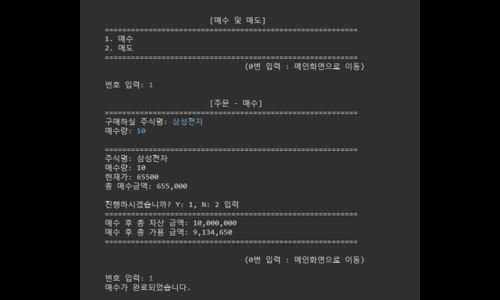 [매수 및 매도]
============================================================
1. 매수
2. 매도
============================================================
(0번 입력 : 메인화면으로 이동)
번호 입력: 1
[주문 - 매수]
============================================================
구매하실 주식명: 삼성전자
매수량: 10
============================================================
주식명: 삼성전자
매수량: 10
현재가: 65500
총 매수금액: 655,000
진행하시겠습니까? Y: 1, N: 2 입력
============================================================
매수 후 총 자산 금액: 10,000,000
매수 후 총 가용 금액: 9,134,650
============================================================
(0번 입력 : 메인화면으로 이동)
번호 입력: 1
매수가 완료되었습니다.